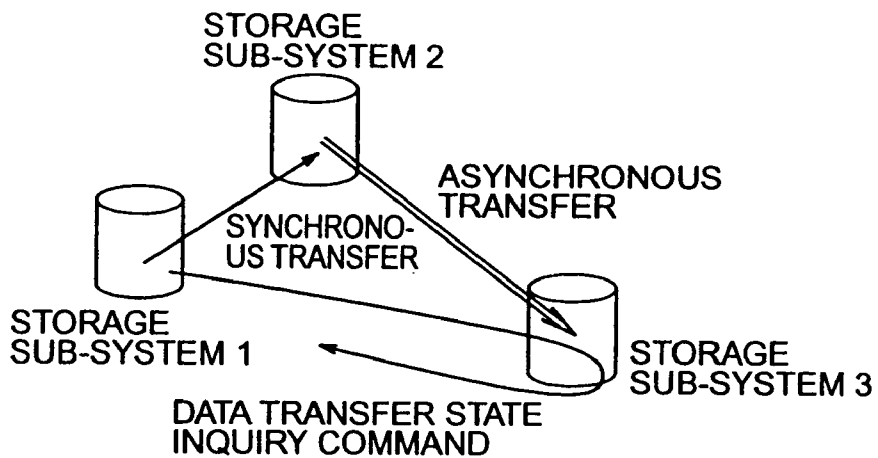 STORAGE
SUB-SYSTEM 2
ASYNCHRONOUS
TRANSFER
SYNCHRONO-
US TRANSFER
STORAGE
SUB-SYSTEM 1
STORAGE
SUB-SYSTEM 3
DATA TRANSFER STATE
INQUIRY COMMAND